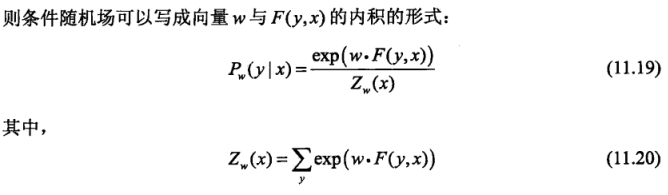 则条件随机场可以写成向量 w 与 F(y,x) 的内积的形式：
P_w(y|x) = exp(w•F(y,x)) / Z_w(x) (11.19)
其中，
Z_w(x) = ∑_y exp(w•F(y,x)) (11.20)